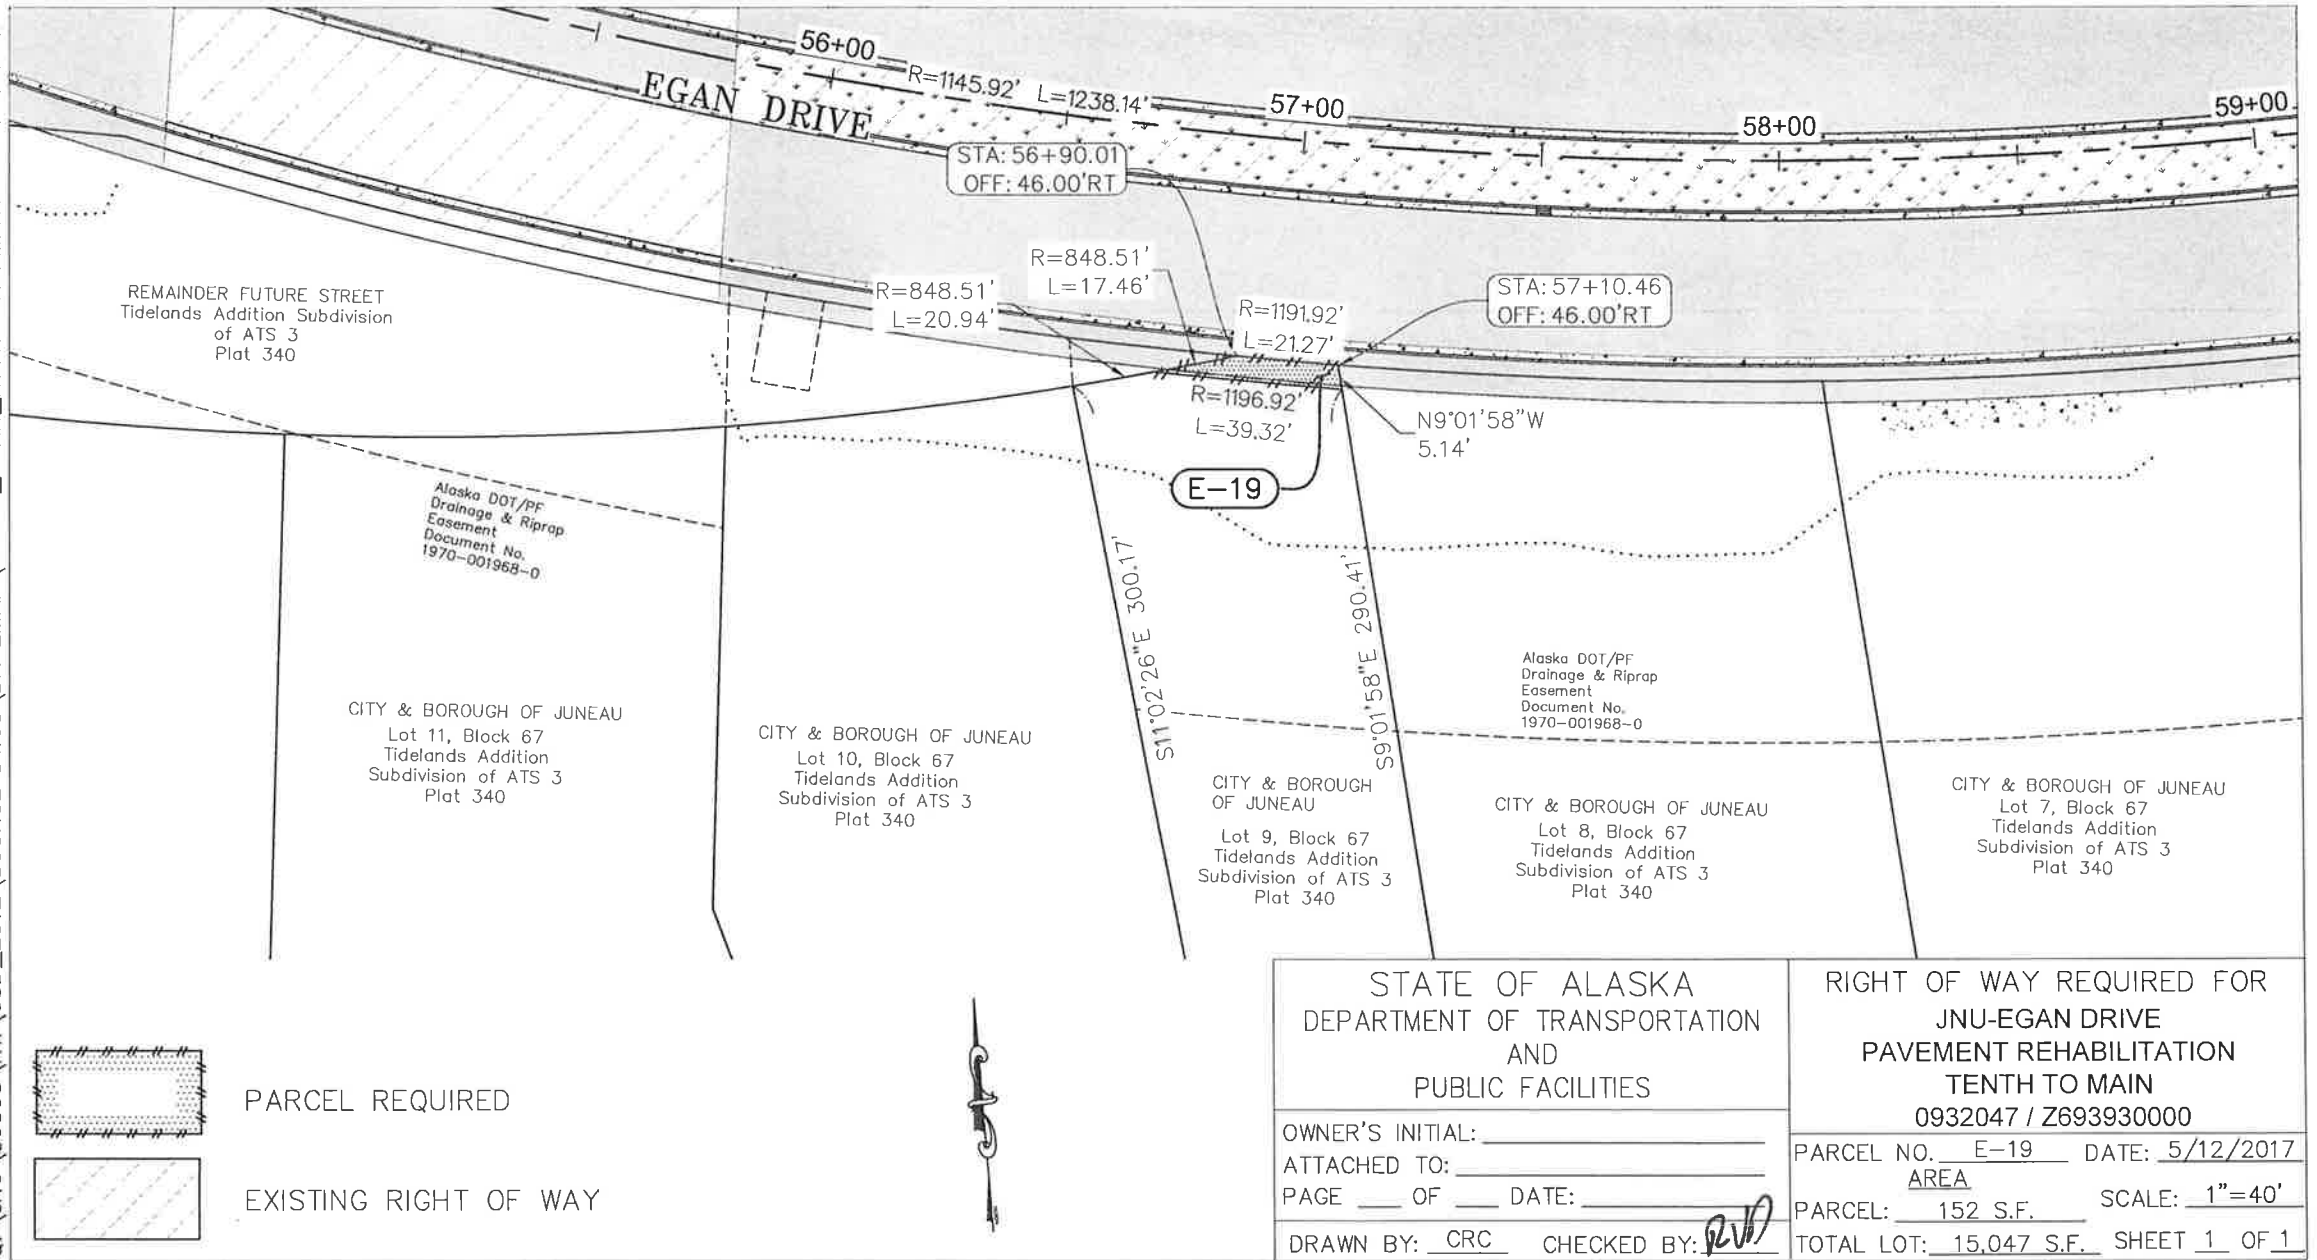 56+00
R=1145.92' L=1238.14'
57+00
58+00
59+00
EGAN DRIVE
STA: 56+90.01
OFF: 46.00'RT
R=848.51'
L=17.46'
R=848.51'
L=20.94'
R=1191.92'
L=21.27'
STA: 57+10.46
OFF: 46.00'RT
R=1196.92'
L=39.32'
N9°01'58"W
5.14'
E-19
REMAINDER FUTURE STREET
Tidelands Addition Subdivision
of ATS 3
Plat 340
Alaska DOT/PF
Drainage & Riprap
Easement
Document No.
1970-001968-0
S11°02'26"E 300.17'
S9°01'58"E 290.41'
Alaska DOT/PF
Drainage & Riprap
Easement
Document No.
1970-001968-0
CITY & BOROUGH OF JUNEAU
Lot 11, Block 67
Tidelands Addition
Subdivision of ATS 3
Plat 340
CITY & BOROUGH OF JUNEAU
Lot 10, Block 67
Tidelands Addition
Subdivision of ATS 3
Plat 340
CITY & BOROUGH
OF JUNEAU
Lot 9, Block 67
Tidelands Addition
Subdivision of ATS 3
Plat 340
CITY & BOROUGH OF JUNEAU
Lot 8, Block 67
Tidelands Addition
Subdivision of ATS 3
Plat 340
CITY & BOROUGH OF JUNEAU
Lot 7, Block 67
Tidelands Addition
Subdivision of ATS 3
Plat 340
PARCEL REQUIRED
EXISTING RIGHT OF WAY
STATE OF ALASKA
DEPARTMENT OF TRANSPORTATION
AND
PUBLIC FACILITIES
OWNER'S INITIAL:
ATTACHED TO:
PAGE OF DATE:
DRAWN BY: CRC CHECKED BY: RVD
RIGHT OF WAY REQUIRED FOR
JNU-EGAN DRIVE
PAVEMENT REHABILITATION
TENTH TO MAIN
0932047 / Z693930000
PARCEL NO. E-19 DATE: 5/12/2017
AREA
PARCEL: 152 S.F. SCALE: 1"=40'
TOTAL LOT: 15,047 S.F. SHEET 1 OF 1